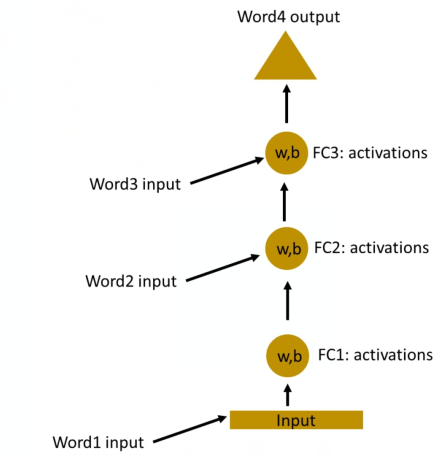 Word4 output
w,b FC3: activations
Word3 input
w,b FC2: activations
Word2 input
w,b FC1: activations
Input
Word1 input